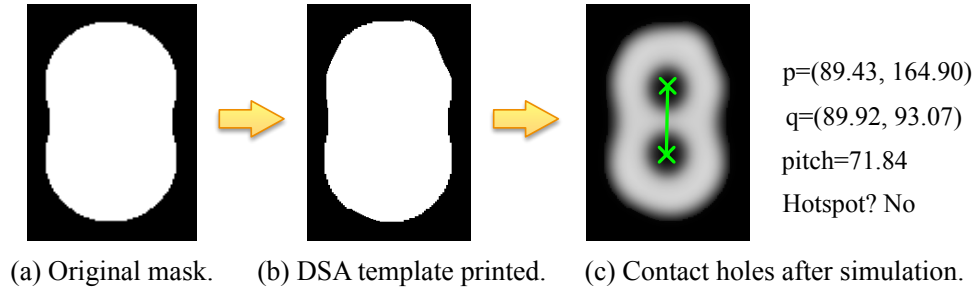 p=(89.43, 164.90)
q=(89.92, 93.07)
pitch=71.84
Hotspot? No
(a) Original mask.
(b) DSA template printed.
(c) Contact holes after simulation.